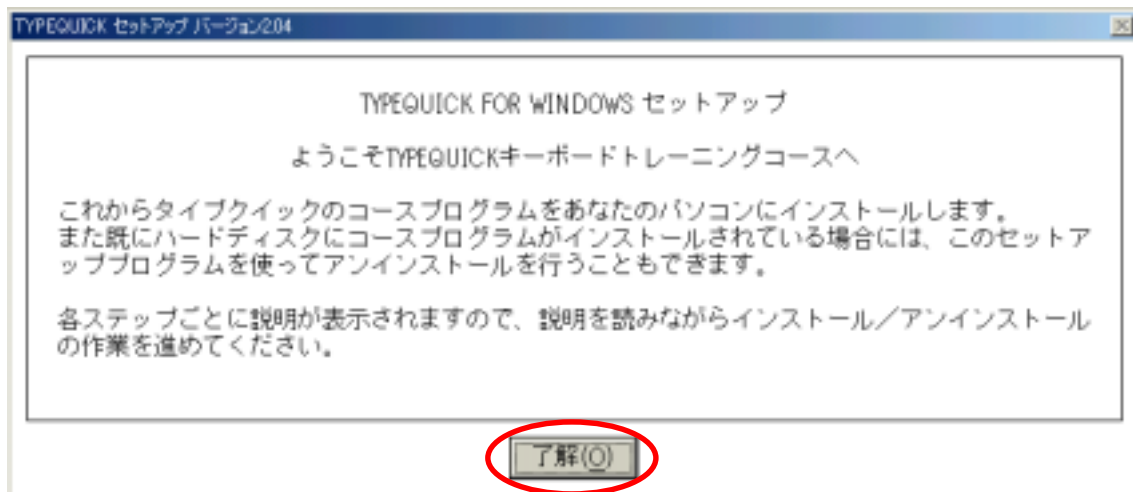 TYPEQUICK セットアップ バージョン2.04
TYPEQUICK FOR WINDOWS セットアップ
ようこそTYPEQUICKキーボードトレーニングコースへ
これからタイプクイックのコースプログラムをあなたのパソコンにインストールします。
また既にハードディスクにコースプログラムがインストールされている場合には、このセットア
ッププログラムを使ってアンインストールを行うこともできます。
各ステップごとに説明が表示されますので、説明を読みながらインストール／アンインストール
の作業を進めてください。
了解(O)